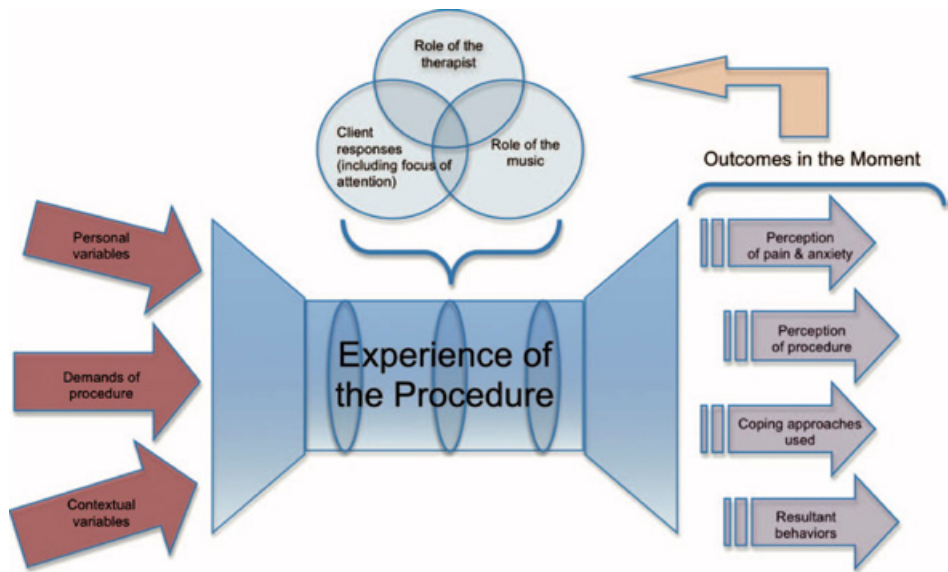 Role of the
therapist
Client
responses
(including focus of
attention)
Role of the
music
Outcomes in the Moment
Personal
variables
Demands of
procedure
Contextual
variables
Experience of
the Procedure
Perception
of pain & anxiety
Perception
of procedure
Coping approaches
used
Resultant
behaviors